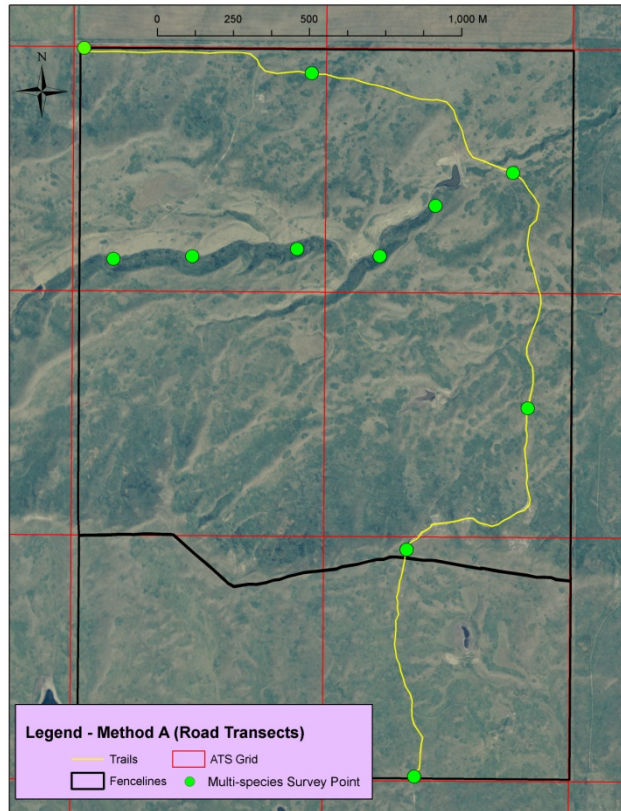 0 250 500 1,000 M
N
Legend - Method A (Road Transects)
Trails ATS Grid
Fencelines Multi-species Survey Point